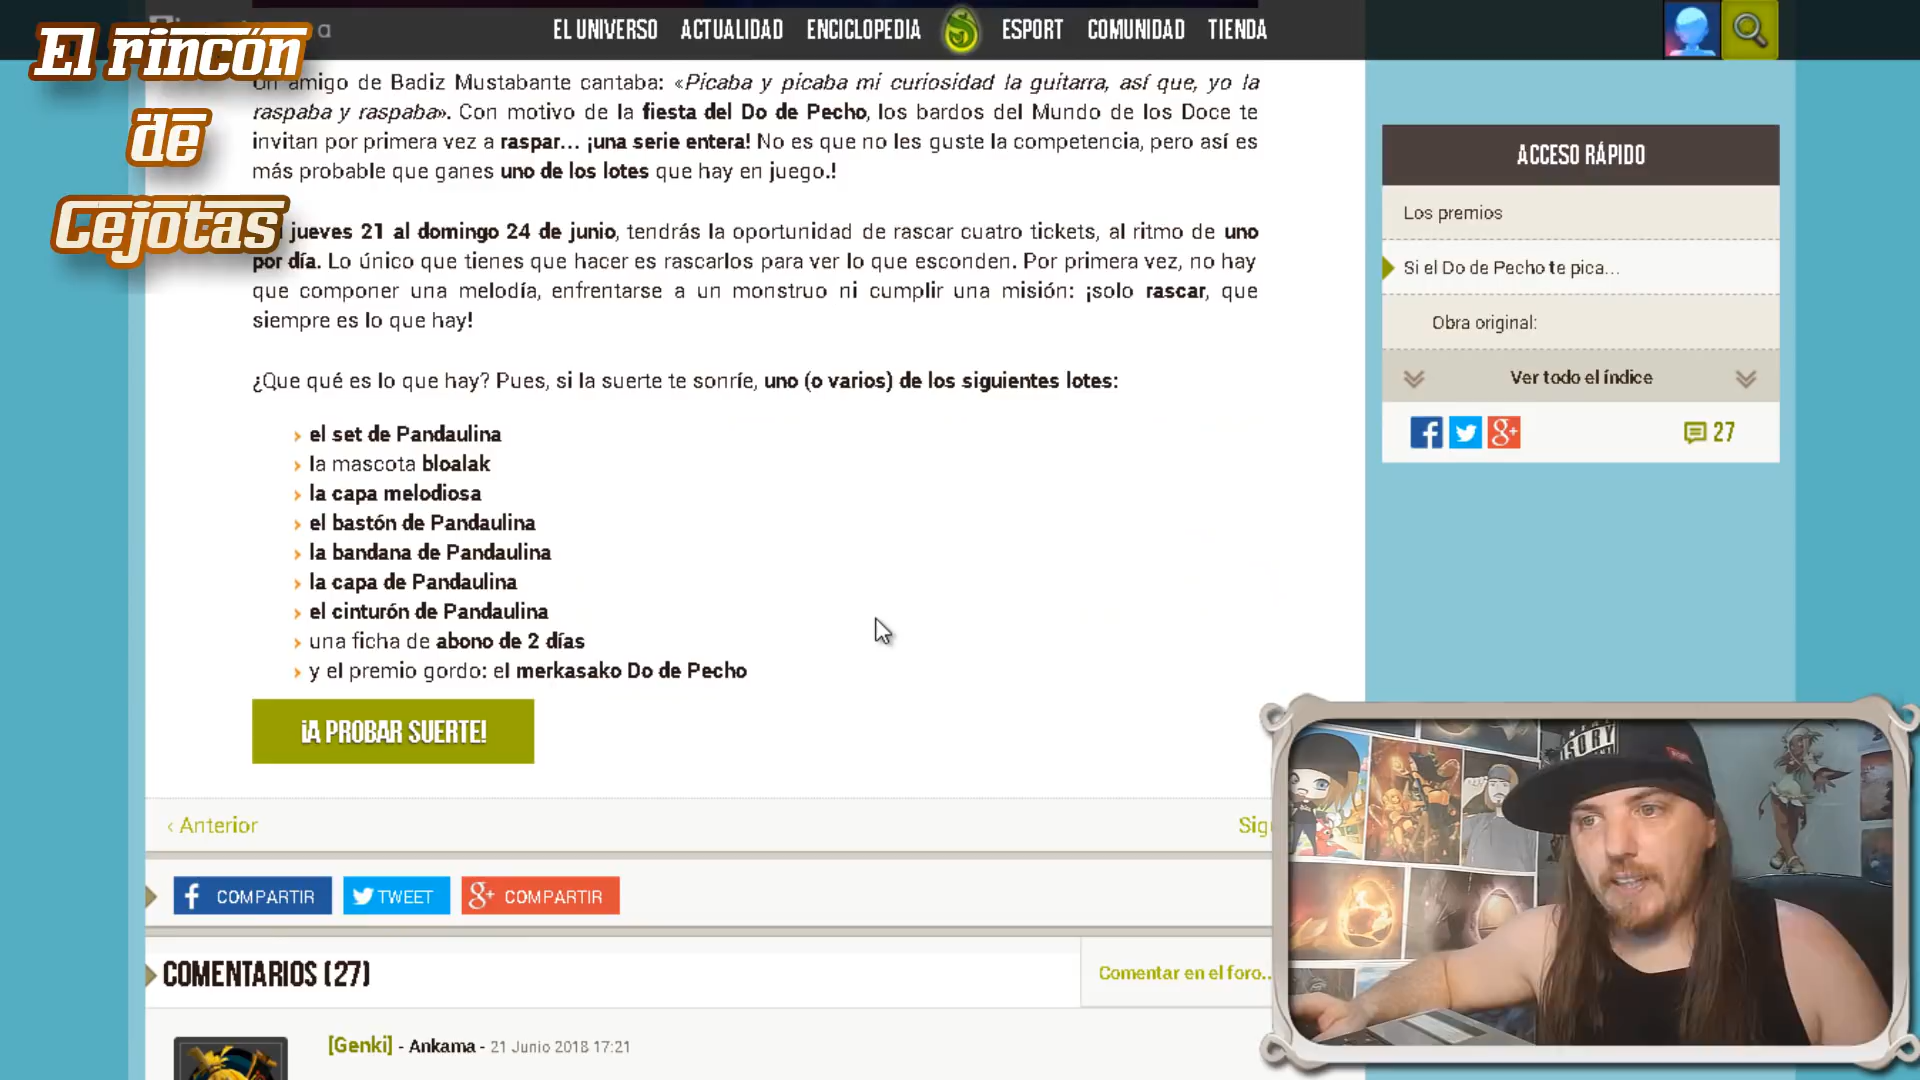 El rincón
de
Cejotas
EL UNIVERSO ACTUALIDAD ENCICLOPEDIA ESPORT COMUNIDAD TIENDA
Un amigo de Badiz Mustabante cantaba: «Picaba y picaba mi curiosidad la guitarra, así que, yo la
raspaba y raspaba». Con motivo de la fiesta del Do de Pecho, los bardos del Mundo de los Doce te
invitan por primera vez a raspar... ¡una serie entera! No es que no les guste la competencia, pero así es
más probable que ganes uno de los lotes que hay en juego.!
jueves 21 al domingo 24 de junio, tendrás la oportunidad de rascar cuatro tickets, al ritmo de uno
por día. Lo único que tienes que hacer es rascarlos para ver lo que esconden. Por primera vez, no hay
que componer una melodía, enfrentarse a un monstruo ni cumplir una misión: ¡solo rascar, que
siempre es lo que hay!
¿Que qué es lo que hay? Pues, si la suerte te sonríe, uno (o varios) de los siguientes lotes:
› el set de Pandaulina
› la mascota bloalak
› la capa melodiosa
› el bastón de Pandaulina
› la bandana de Pandaulina
› la capa de Pandaulina
› el cinturón de Pandaulina
› una ficha de abono de 2 días
› y el premio gordo: el merkasako Do de Pecho
¡A PROBAR SUERTE!
‹ Anterior
Sig
COMPARTIR TWEET COMPARTIR
COMENTARIOS (27)
Comentar en el foro..
[Genki] - Ankama - 21 Junio 2018 17:21
ACCESO RÁPIDO
Los premios
Si el Do de Pecho te pica...
Obra original:
Ver todo el índice
27